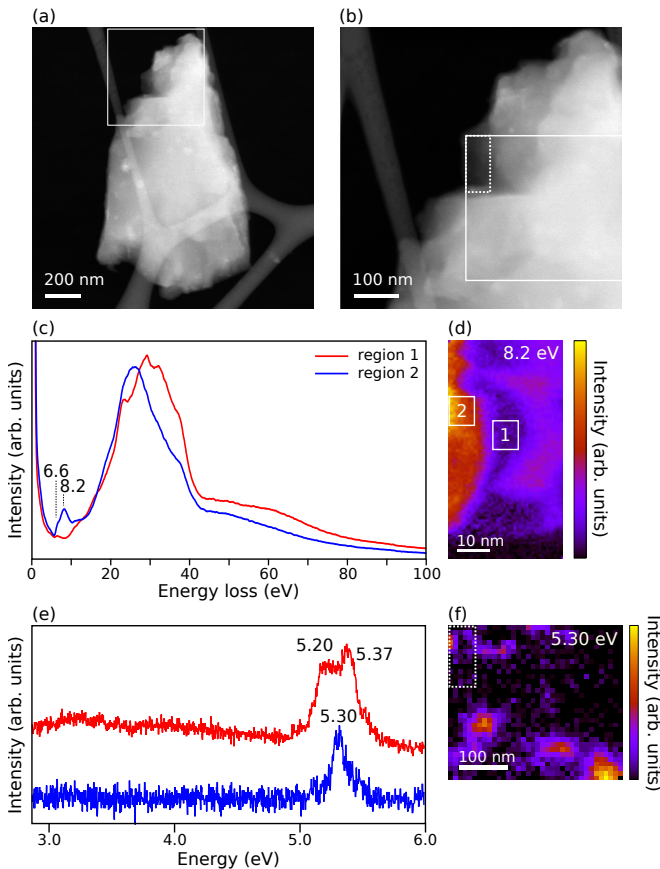 (a)
(b)
200 nm
100 nm
(c)
(d)
Intensity (arb. units)
region 1
region 2
6.6
8.2
0
20
40
60
80
100
Energy loss (eV)
8.2 eV
2
1
10 nm
Intensity (arb. units)
(e)
(f)
Intensity (arb. units)
5.20
5.37
5.30
3.0
4.0
5.0
6.0
Energy (eV)
5.30 eV
100 nm
Intensity (arb. units)